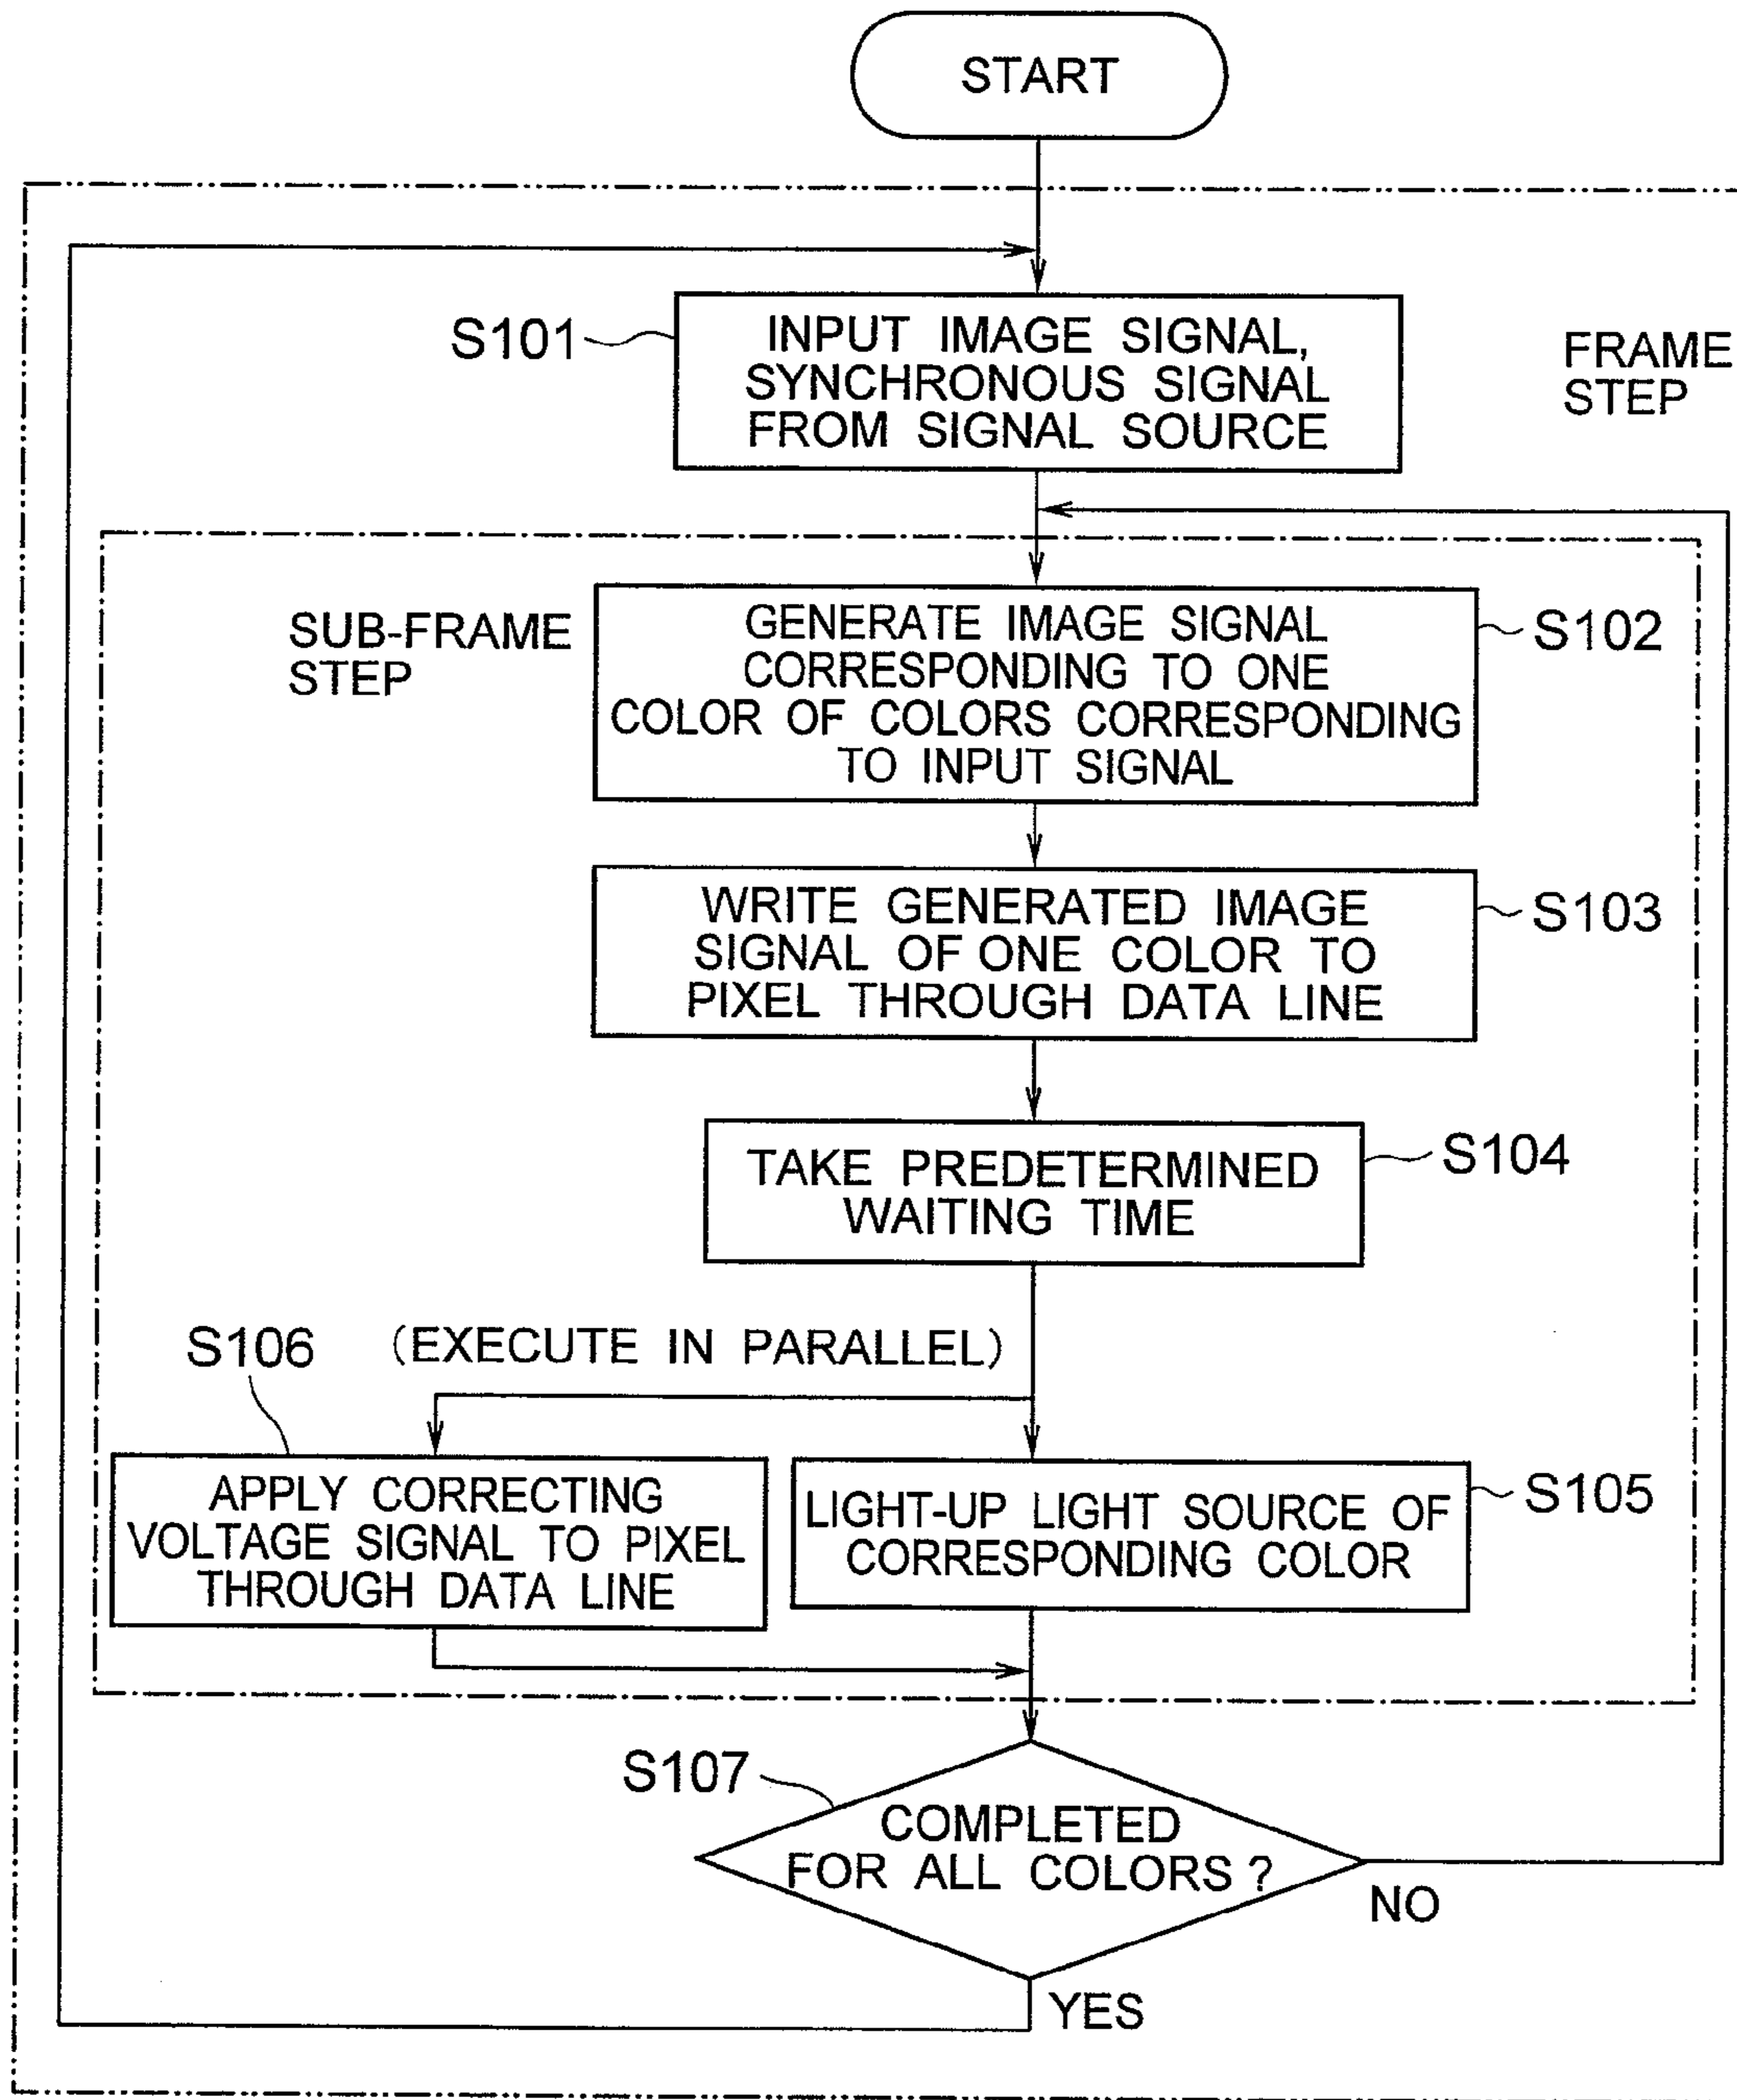 START
S101
INPUT IMAGE SIGNAL,
SYNCHRONOUS SIGNAL
FROM SIGNAL SOURCE
FRAME
STEP
SUB-FRAME
STEP
GENERATE IMAGE SIGNAL
CORRESPONDING TO ONE
COLOR OF COLORS CORRESPONDING
TO INPUT SIGNAL
S102
WRITE GENERATED IMAGE
SIGNAL OF ONE COLOR TO
PIXEL THROUGH DATA LINE
S103
TAKE PREDETERMINED
WAITING TIME
S104
S106
(EXECUTE IN PARALLEL)
APPLY CORRECTING
VOLTAGE SIGNAL TO PIXEL
THROUGH DATA LINE
LIGHT-UP LIGHT SOURCE OF
CORRESPONDING COLOR
S105
S107
COMPLETED
FOR ALL COLORS ?
NO
YES